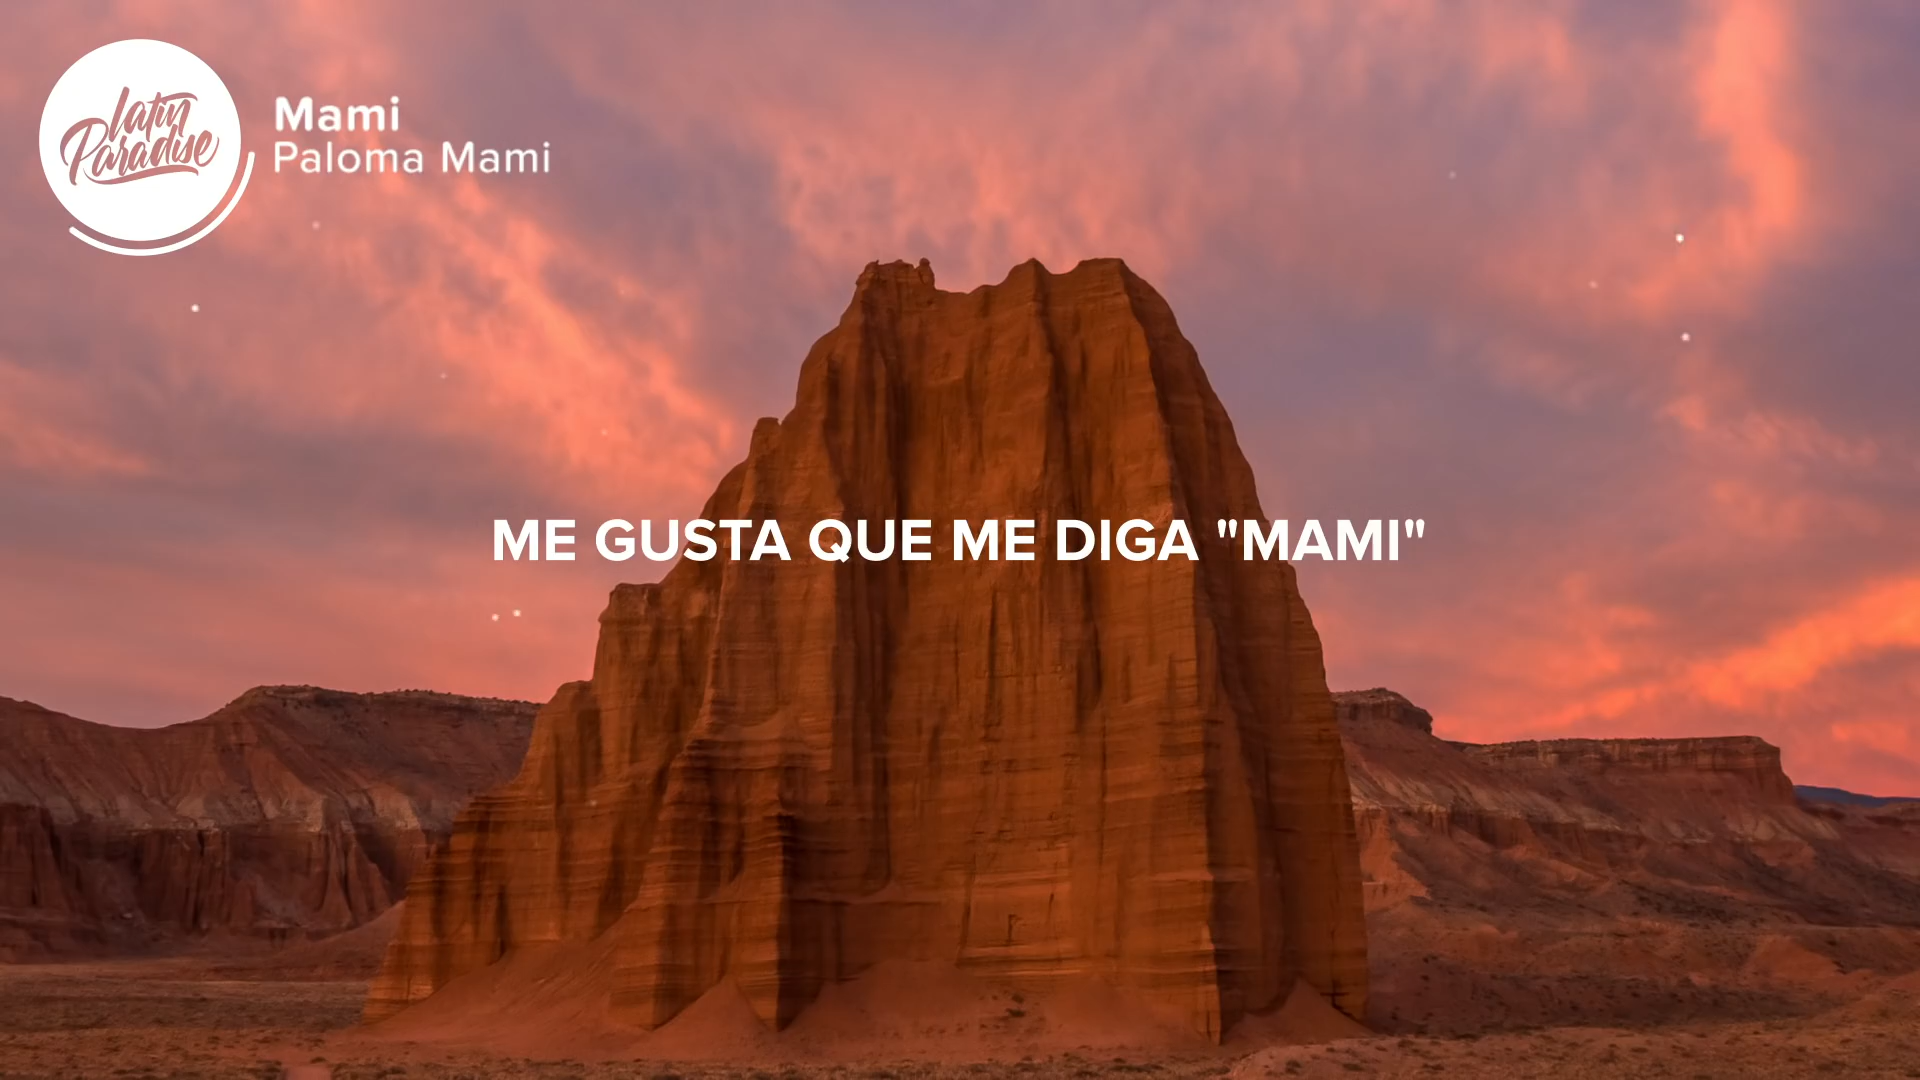 latin
Paradise
Mami
Paloma Mami
ME GUSTA QUE ME DIGA "MAMI"